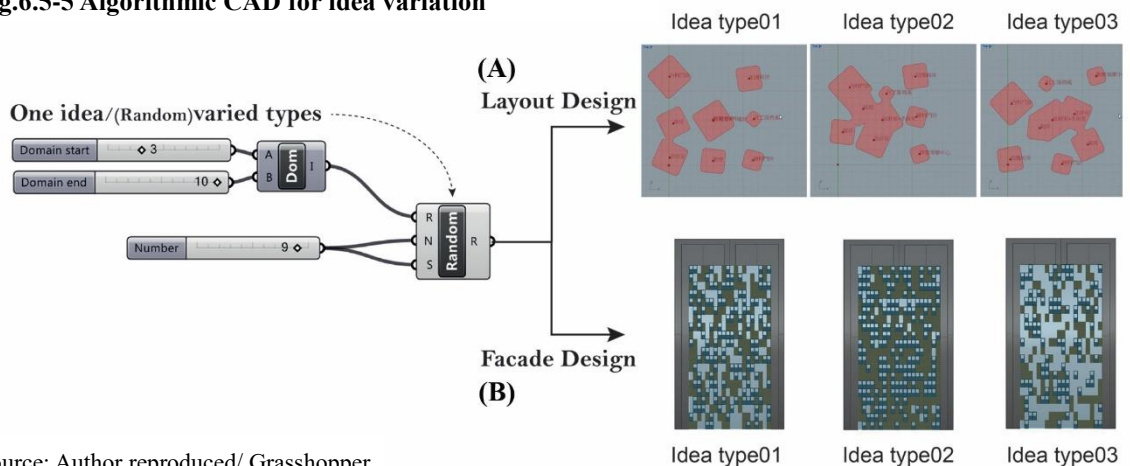 g.6.5-5 Algorithmic CAD for idea variation
Idea type01
Idea type02
Idea type03
(A)
Layout Design
One idea/(Random)varied types
Domain start
3
Domain end
10
A
B
Dom
I
Number
9
R
N
S
Random
R
Facade Design
(B)
Idea type01
Idea type02
Idea type03
ource: Author reproduced/ Grasshopper